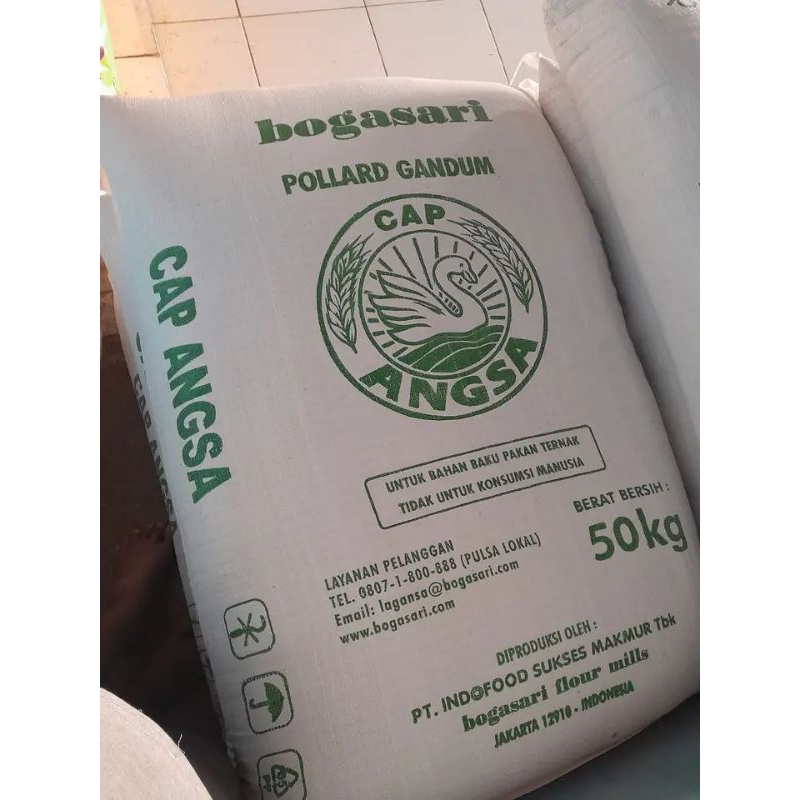 bogasari
POLLARD GANDUM
CAP
ANGSA
CAP ANGSA
UNTUK BAHAN BAKU PAKAN TERNAK
TIDAK UNTUK KONSUMSI MANUSIA
BERAT BERSIH :
50kg
LAYANAN PELANGGAN
TEL. 0807-1-800-888 (PULSA LOKAL)
Email: lagansa@bogasari.com
www.bogasari.com
DIPRODUKSI OLEH :
PT. INDOFOOD SUKSES MAKMUR Tbk
bogasari flour mills
JAKARTA 12910 - INDONESIA